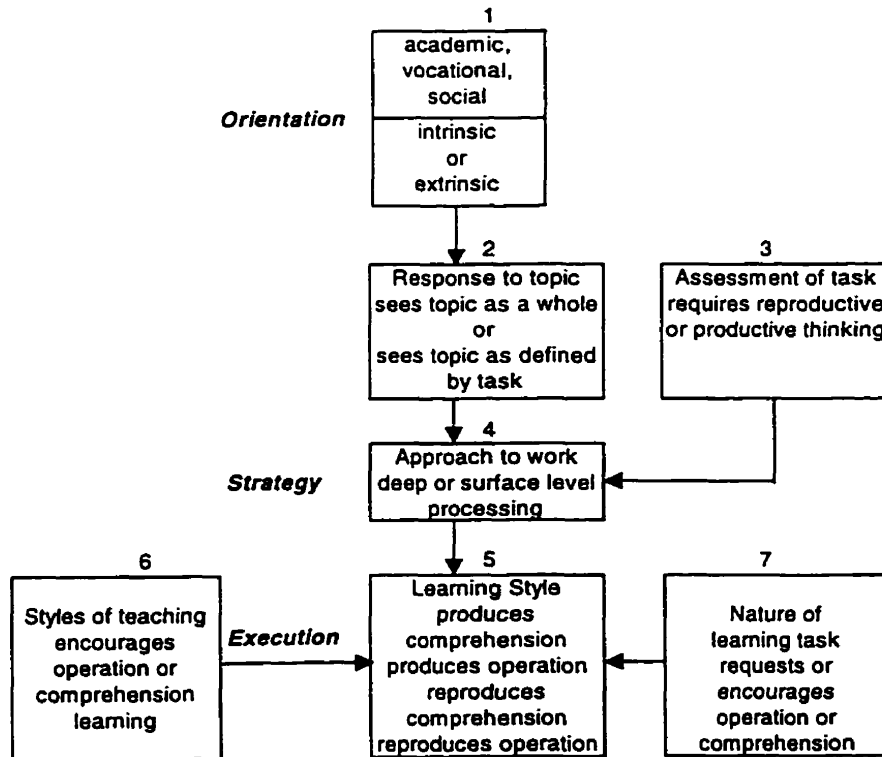 1
academic,
vocational,
social
Orientation
intrinsic
or
extrinsic
2
Response to topic
sees topic as a whole
or
sees topic as defined
by task
3
Assessment of task
requires reproductive
or productive thinking
4
Approach to work
deep or surface level
processing
Strategy
5
Learning Style
produces
comprehension
produces operation
reproduces
comprehension
reproduces operation
6
Styles of teaching
encourages
operation or
comprehension
learning
Execution
7
Nature of
learning task
requests or
encourages
operation or
comprehension